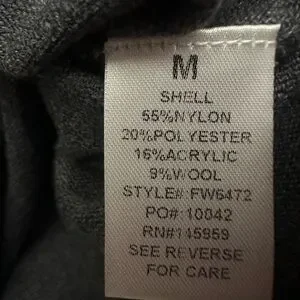 M
SHELL
55%NYLON
20%POLYESTER
16%ACRYLIC
9%WOOL
STYLE#: FW6472
PO#: 10042
RN#:145959
SEE REVERSE
FOR CARE